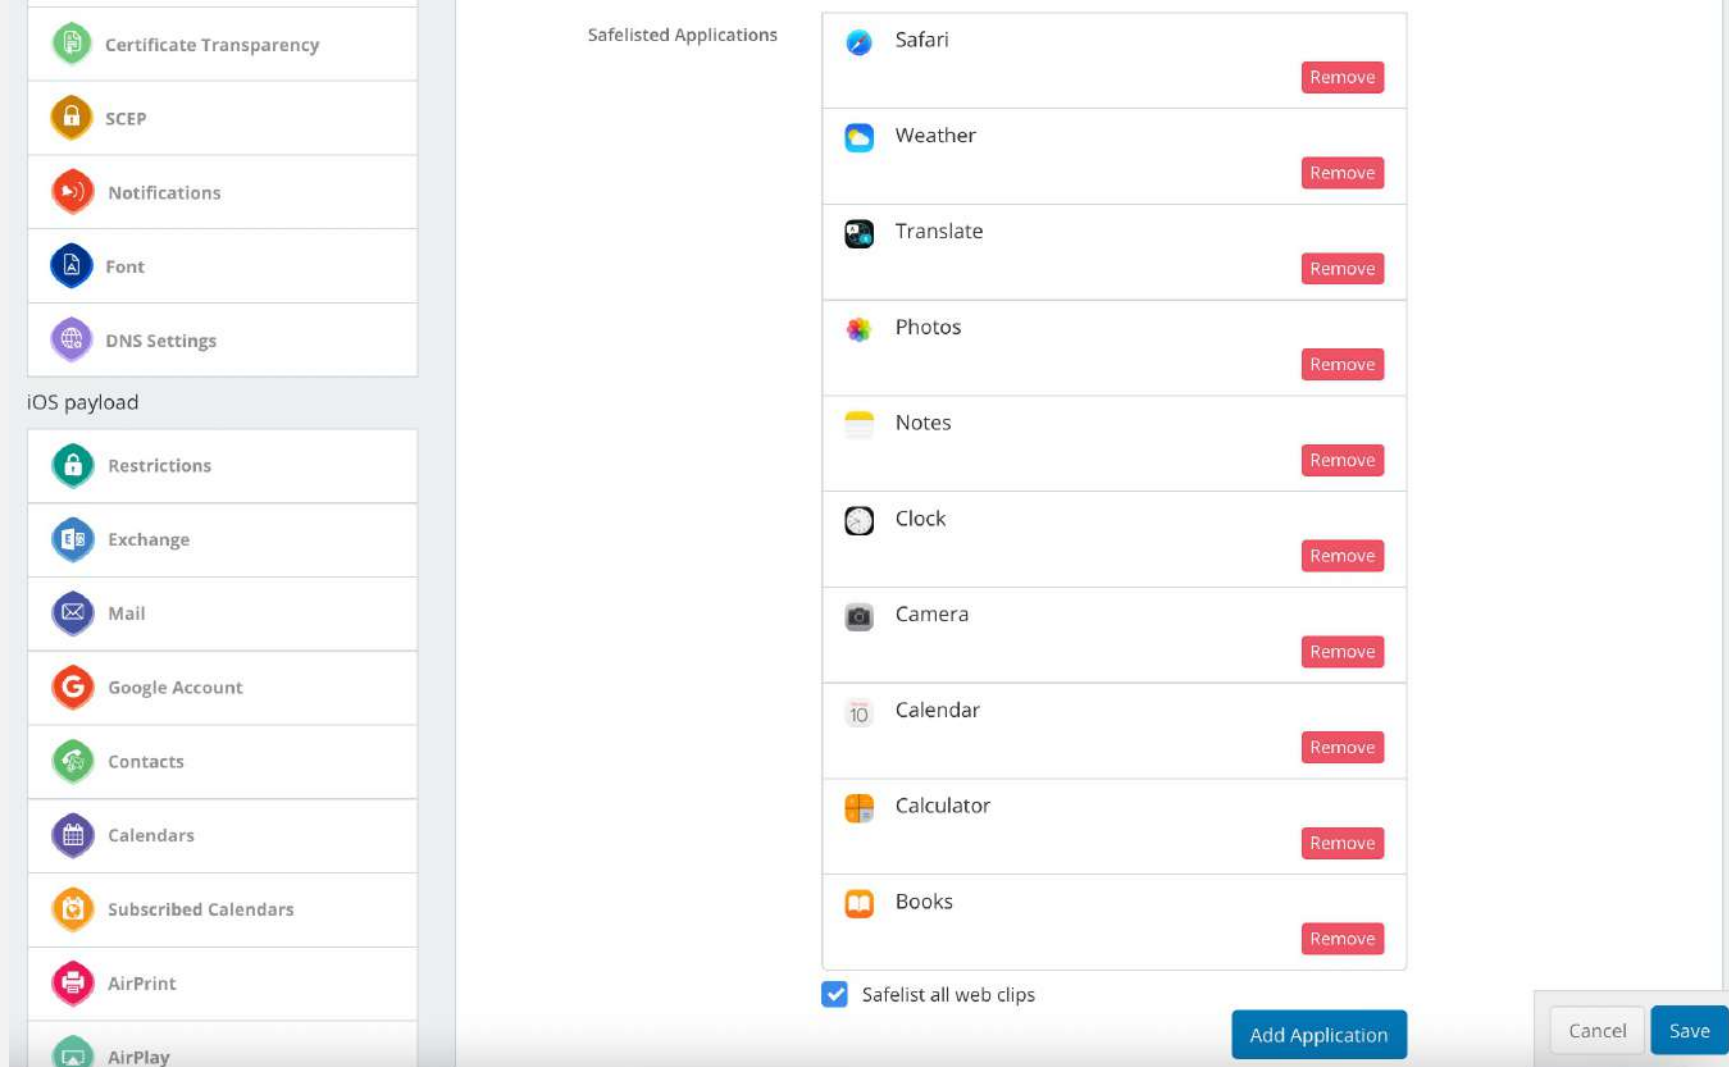 Certificate Transparency
SCEP
Notifications
Font
DNS Settings
iOS payload
Restrictions
Exchange
Mail
Google Account
Contacts
Calendars
Subscribed Calendars
AirPrint
AirPlay
Safelisted Applications
Safari
Remove
Weather
Remove
Translate
Remove
Photos
Remove
Notes
Remove
Clock
Remove
Camera
Remove
10
Calendar
Remove
Calculator
Remove
Books
Remove
Safelist all web clips
Add Application
Cancel
Save